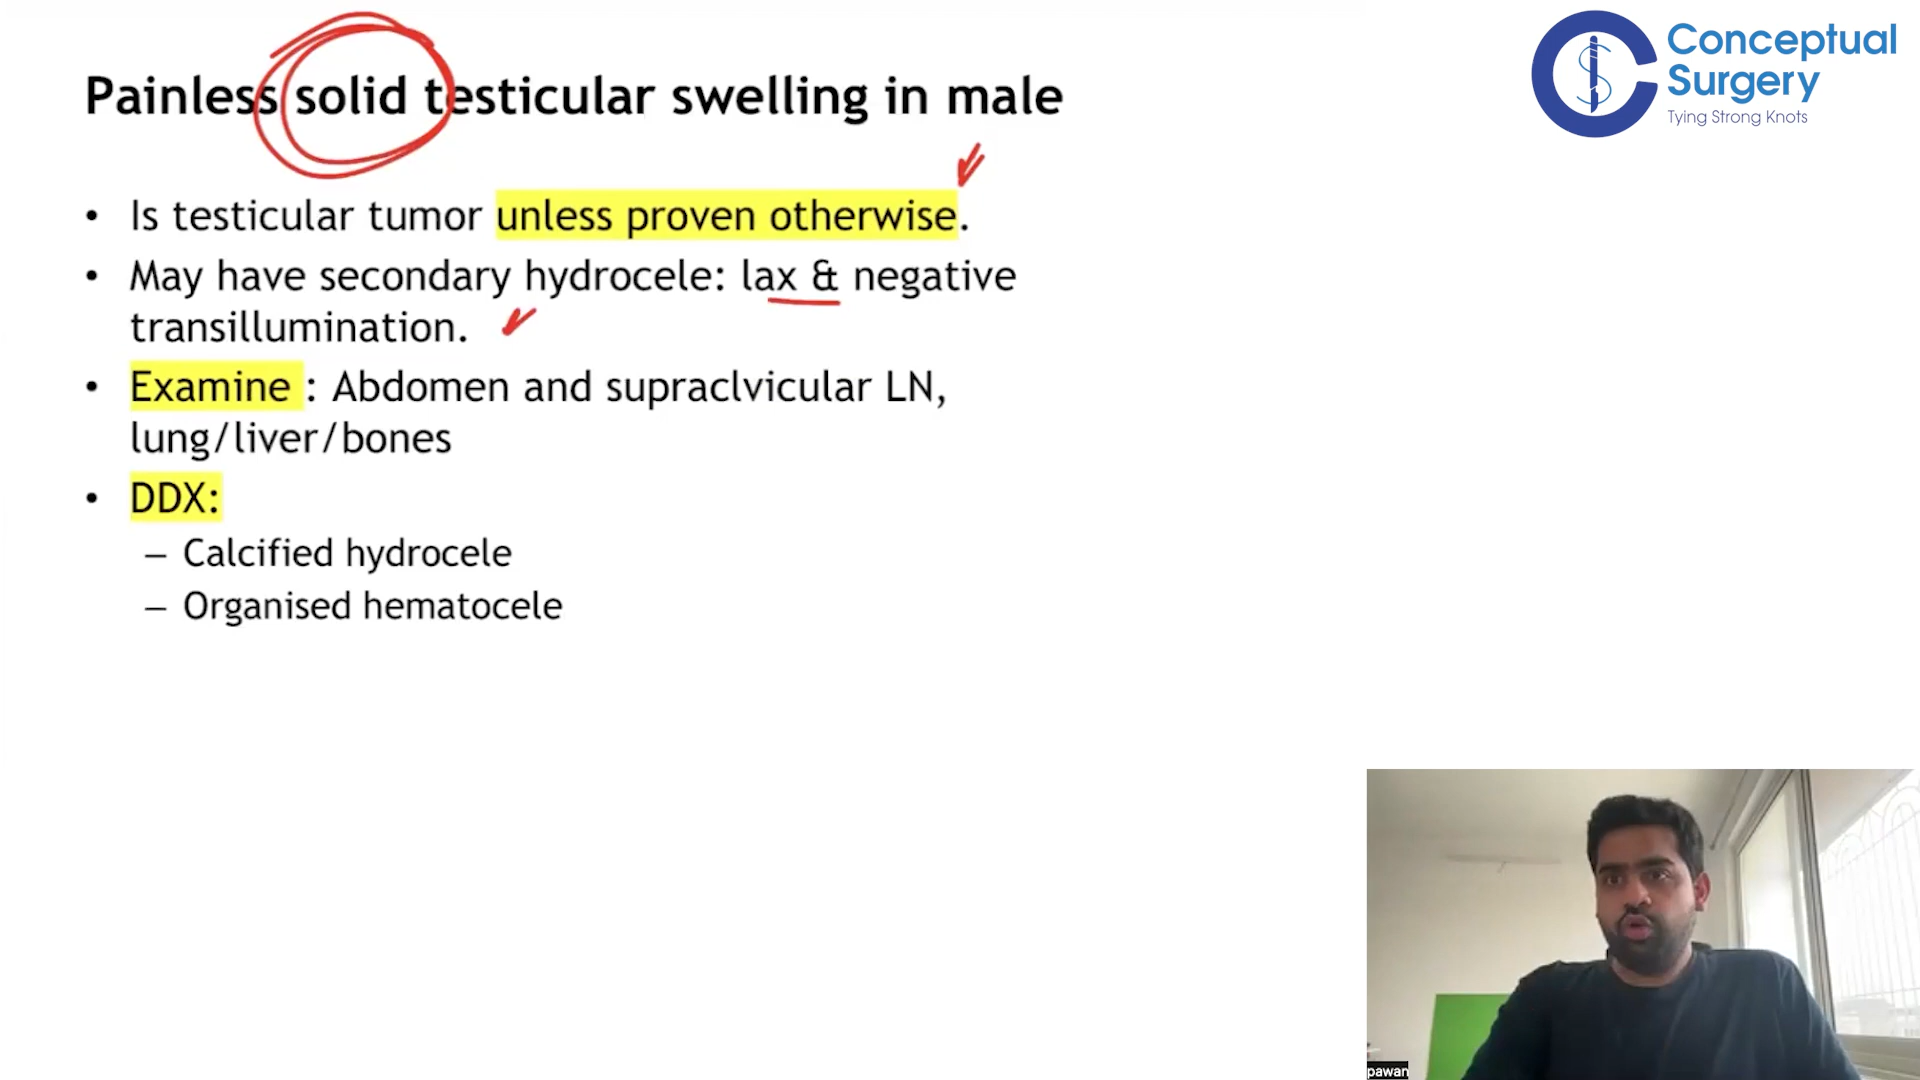 Painless solid testicular swelling in male
• Is testicular tumor unless proven otherwise.
• May have secondary hydrocele: lax & negative
transillumination.
• Examine : Abdomen and supraclvicular LN,
lung/liver/bones
• DDX:
– Calcified hydrocele
– Organised hematocele
Conceptual
Surgery
Tying Strong Knots
pawan